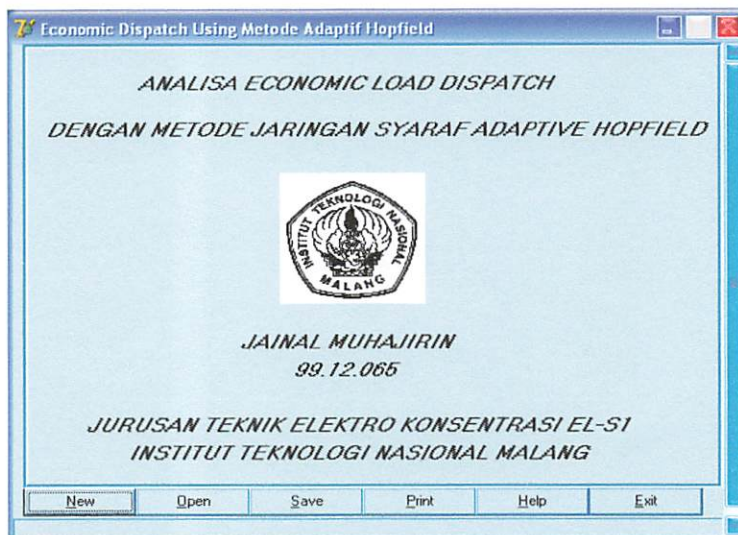 Economic Dispatch Using Metode Adaptif Hopfield
ANALISA ECONOMIC LOAD DISPATCH
DENGAN METODE JARINGAN SYARAF ADAPTIVE HOPFIELD
INSTITUT TEKNOLOGI NASIONAL
MALANG
JAINAL MUHAJIRIN
99.12.065
JURUSAN TEKNIK ELEKTRO KONSENTRASI EL-S1
INSTITUT TEKNOLOGI NASIONAL MALANG
New Open Save Print Help Exit